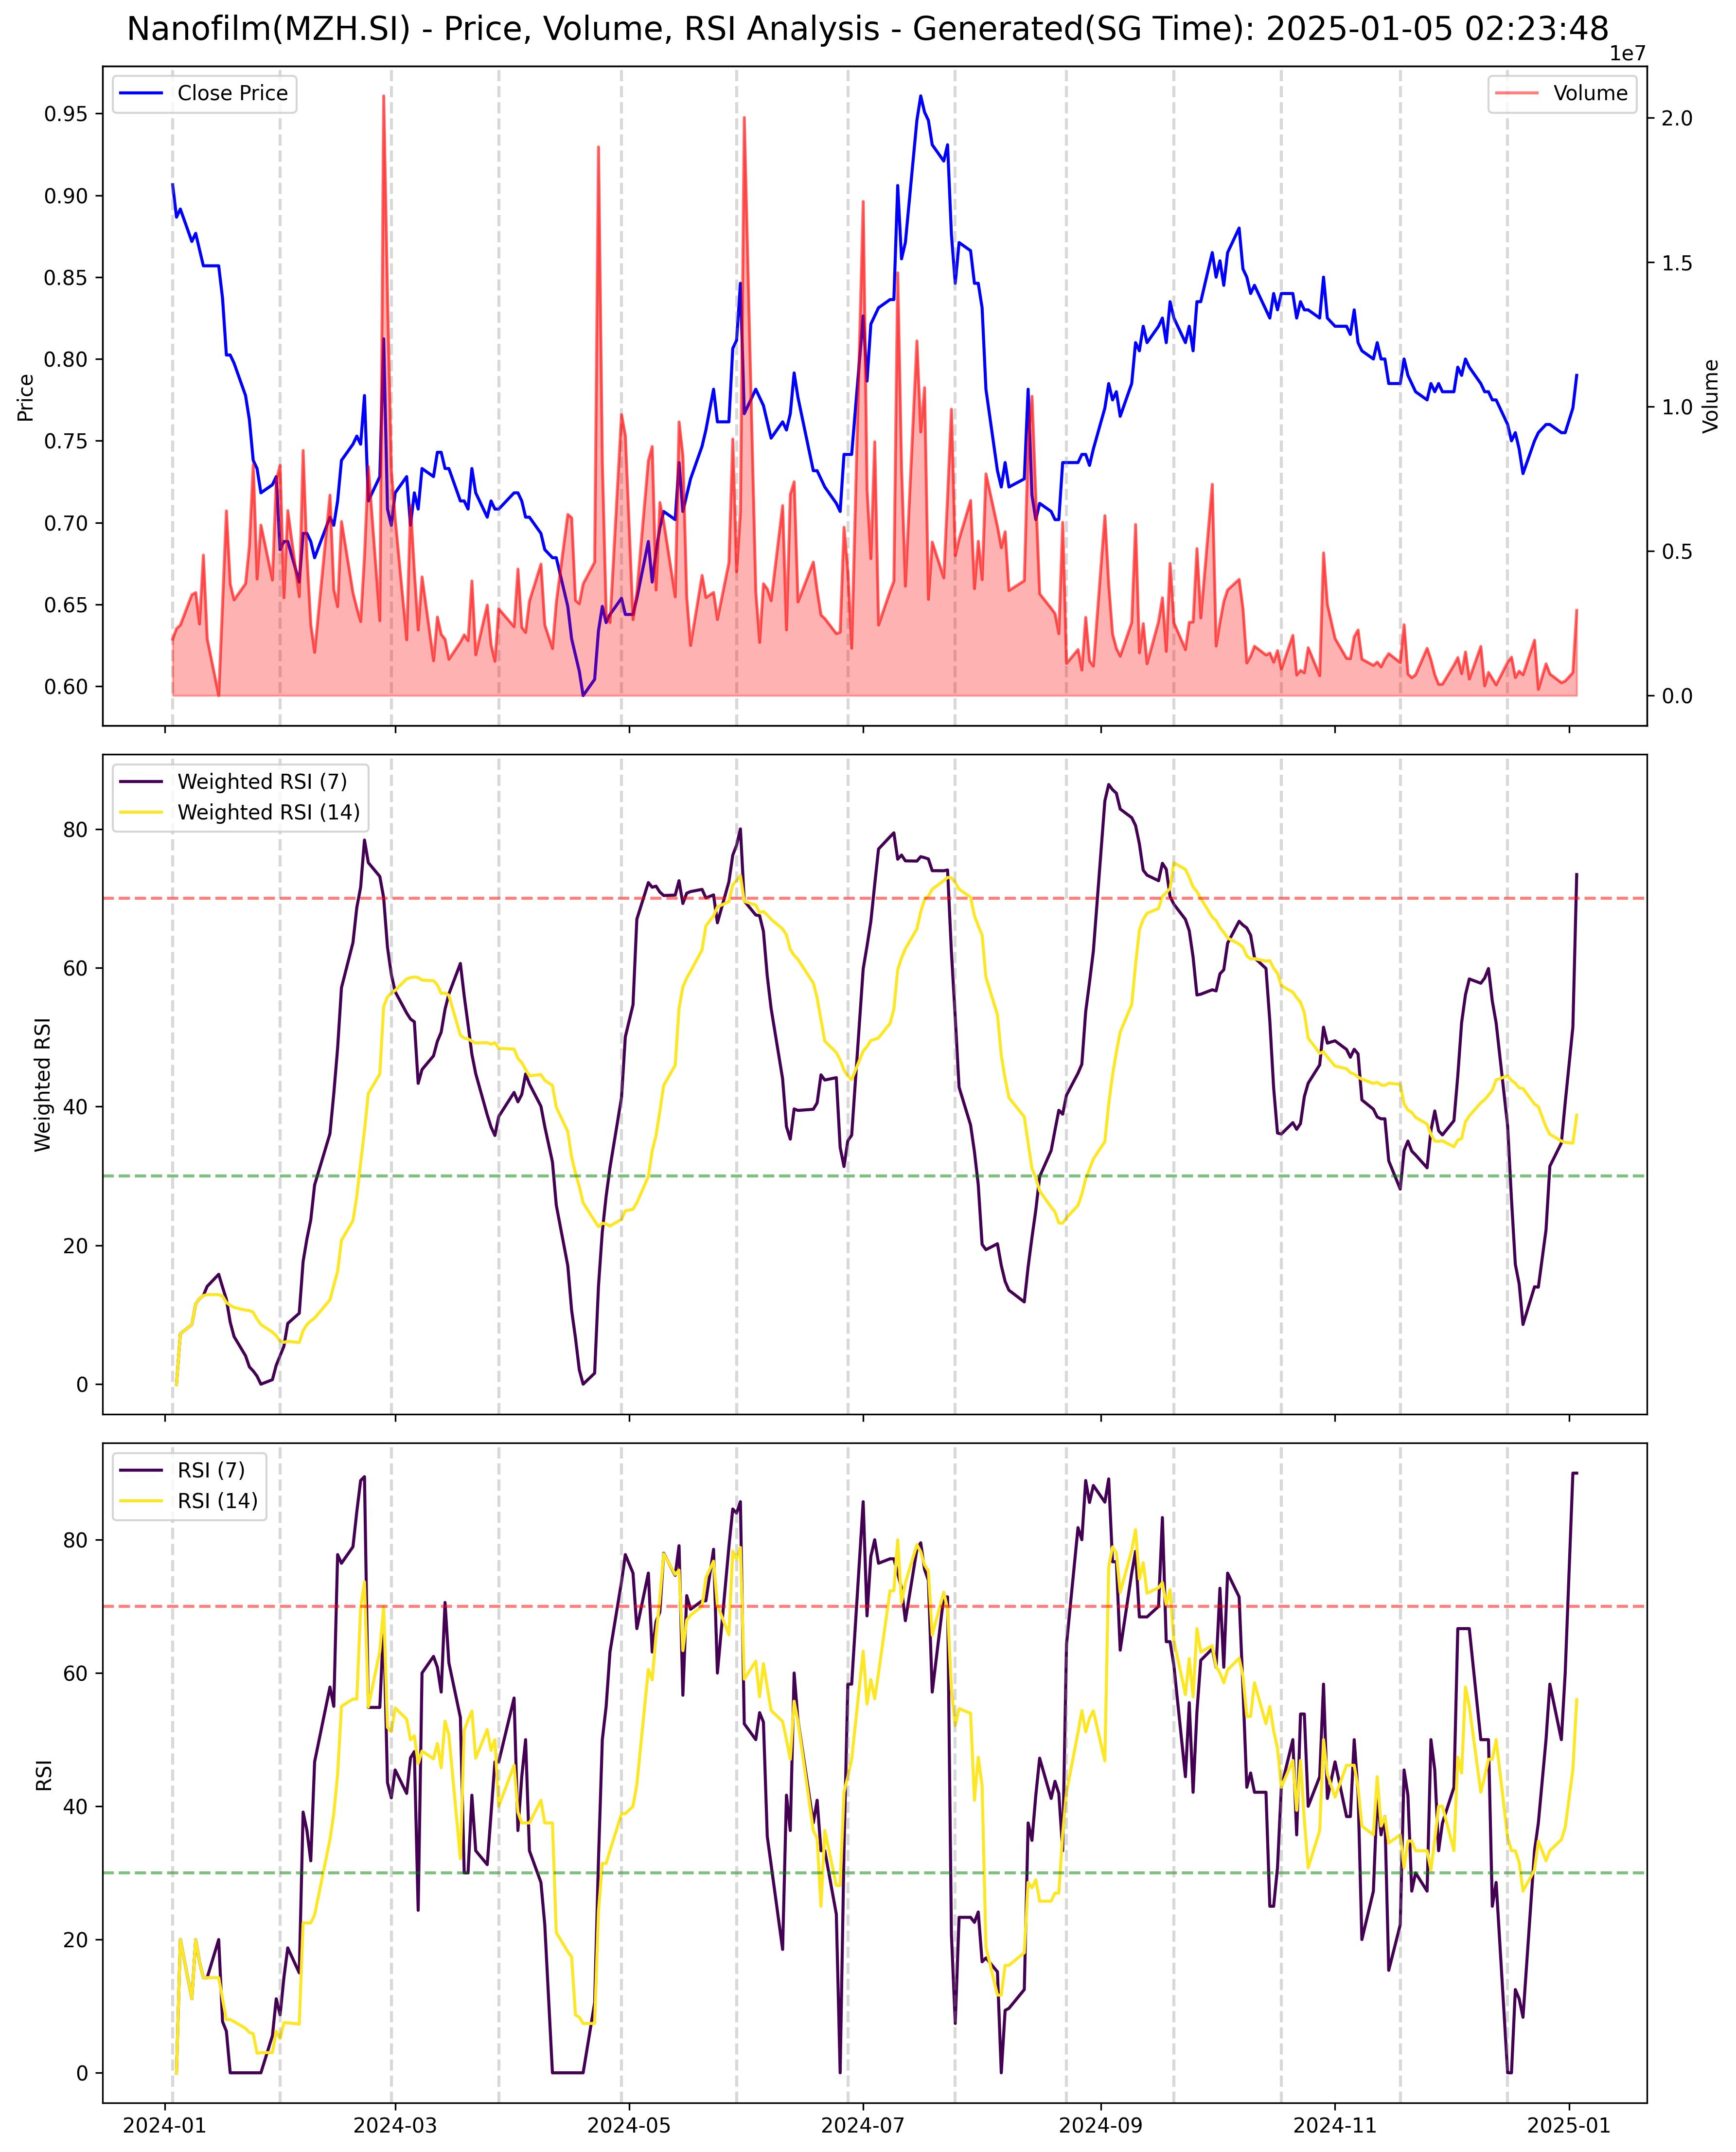 Nanofilm(MZH.SI) - Price, Volume, RSI Analysis - Generated(SG Time): 2025-01-05 02:23:48
1e7
Close Price
Volume
0.95
0.90
0.85
0.80
0.75
0.70
0.65
0.60
Price
2.0
1.5
1.0
0.5
0.0
Volume
Weighted RSI (7)
Weighted RSI (14)
80
60
40
20
0
Weighted RSI
RSI (7)
RSI (14)
80
60
40
20
0
RSI
2024-01
2024-03
2024-05
2024-07
2024-09
2024-11
2025-01